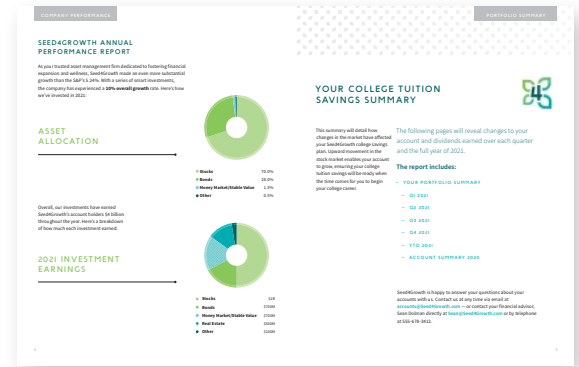 COMPANY PERFORMANCE
SEED4GROWTH ANNUAL
PERFORMANCE REPORT
As your trusted asset management firm dedicated to fostering financial
expansion and wellness, Seed4Growth made an even more substantial
growth than the S&P's 5.24%. With a series of smart investments,
the company has experienced a 10% overall growth rate. Here's how
we've invested in 2021:
ASSET
ALLOCATION
Stocks 70.0%
Bonds
Money Market/Stable Value
Other
Overall, our investments have earned
Seed4Growth's account holders $4 billion
throughout the year. Here's a breakdown
of how much each investment earned:
2021 INVESTMENT
EARNINGS
Stocks
Bonds
Money Market/Stable Value
Real Estate
Other
PORTFOLIO SUMMARY
YOUR COLLEGE TUITION
SAVINGS SUMMARY
4
This summary will detail how
changes in the market have affected
your Seed4Growth college savings
plan. Upward movement in the
stock market enables your account
to grow, ensuring your college
tuition savings will be ready when
the time comes for you to begin
your college career.
The following pages will reveal changes to your
account and dividends earned over each quarter
and the full year of 2021.
The report includes:
– YOUR PORTFOLIO SUMMARY
– Q1 2021
– Q2 2021
– Q3 2021
– Q4 2021
– YTD 2021
– ACCOUNT SUMMARY 2020
Seed4Growth is happy to answer your questions about your
accounts with us. Contact us at any time via email at
accounts@Seed4Growth.com — or contact your financial advisor,
Sean Dolman directly at Sean@Seed4Growth.com or by telephone
at 555-678-3412.